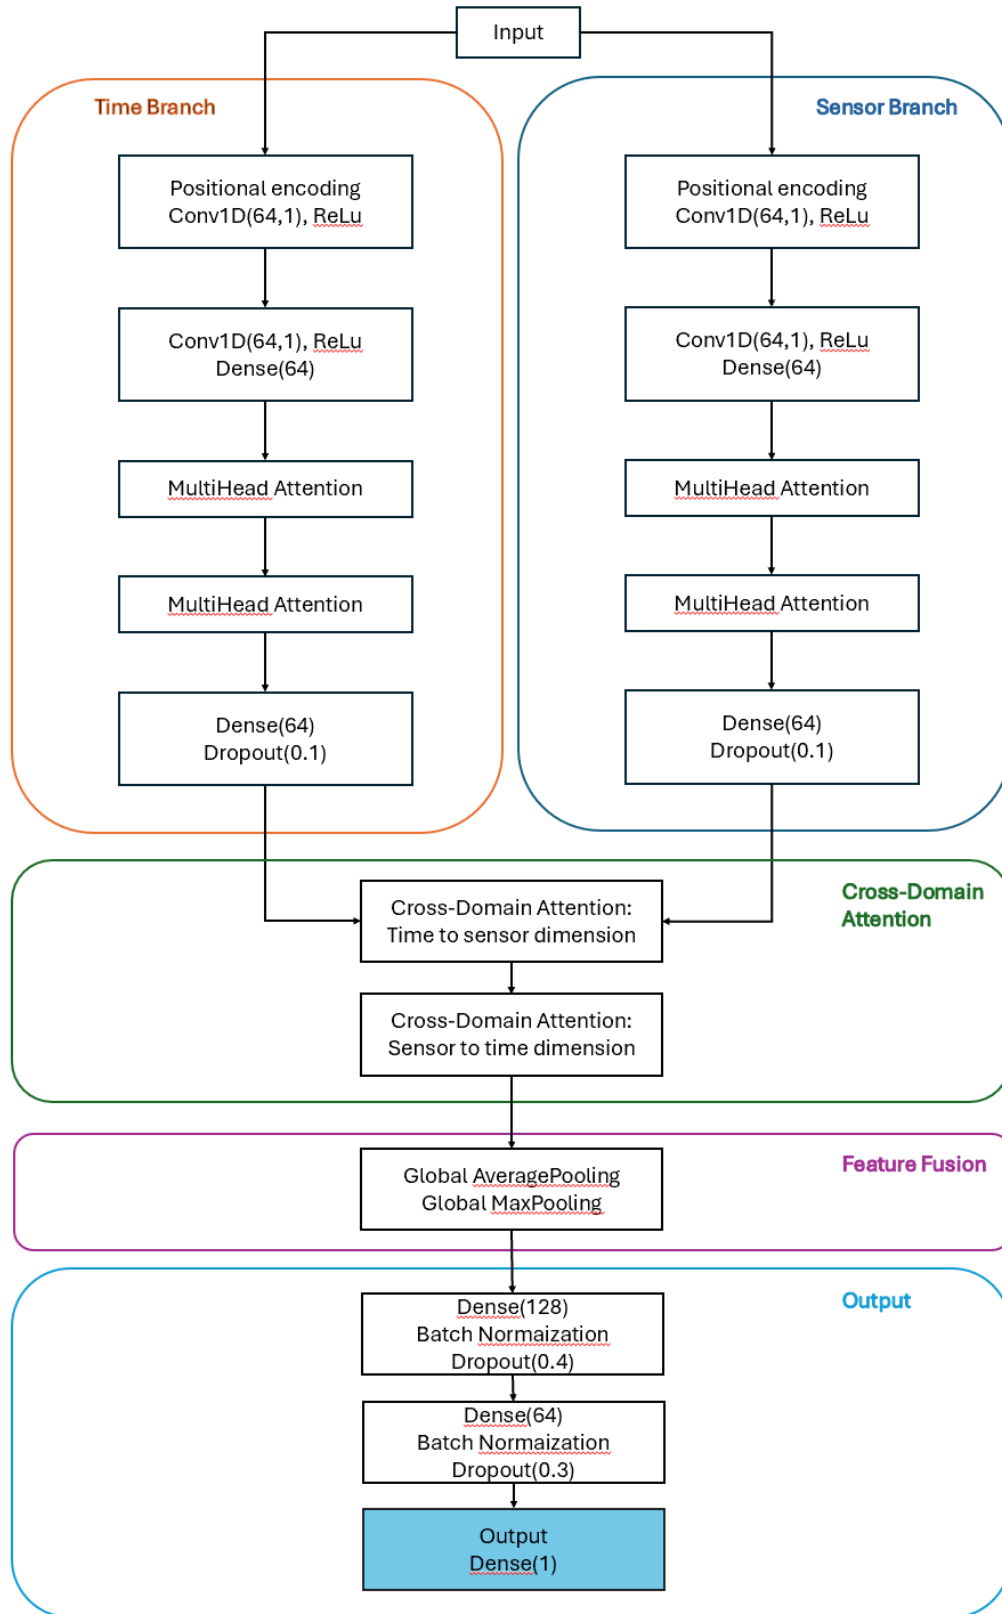 Input
Time Branch
Positional encoding
Conv1D(64,1), ReLu
Conv1D(64,1), ReLu
Dense(64)
MultiHead Attention
MultiHead Attention
Dense(64)
Dropout(0.1)
Sensor Branch
Positional encoding
Conv1D(64,1), ReLu
Conv1D(64,1), ReLu
Dense(64)
MultiHead Attention
MultiHead Attention
Dense(64)
Dropout(0.1)
Cross-Domain
Attention
Cross-Domain Attention:
Time to sensor dimension
Cross-Domain Attention:
Sensor to time dimension
Feature Fusion
Global AveragePooling
Global MaxPooling
Output
Dense(128)
Batch Normaization
Dropout(0.4)
Dense(64)
Batch Normaization
Dropout(0.3)
Output
Dense(1)